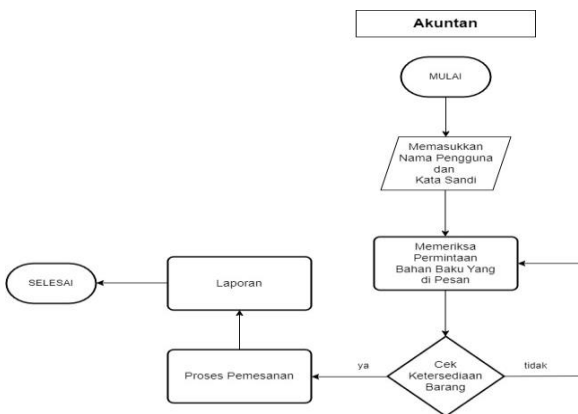 Akuntan
MULAI
Memasukkan
Nama Pengguna
dan
Kata Sandi
Memeriksa
Permintaan
Bahan Baku Yang
di Pesan
SELESAI
Laporan
Proses Pemesanan
ya
Cek
Ketersediaan
Barang
tidak